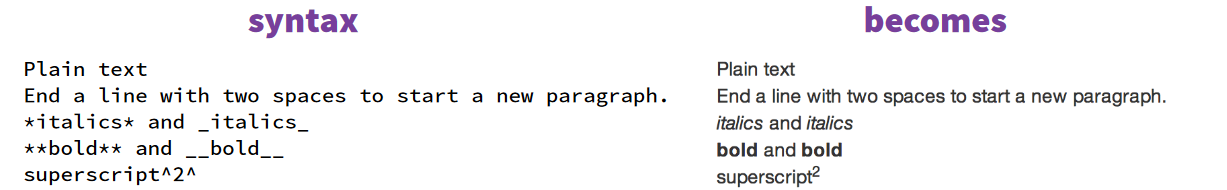 syntax becomes
Plain text
End a line with two spaces to start a new paragraph.
*italics* and _italics_
**bold** and __bold__
superscript^2^
Plain text
End a line with two spaces to start a new paragraph.
italics and italics
bold and bold
superscript2